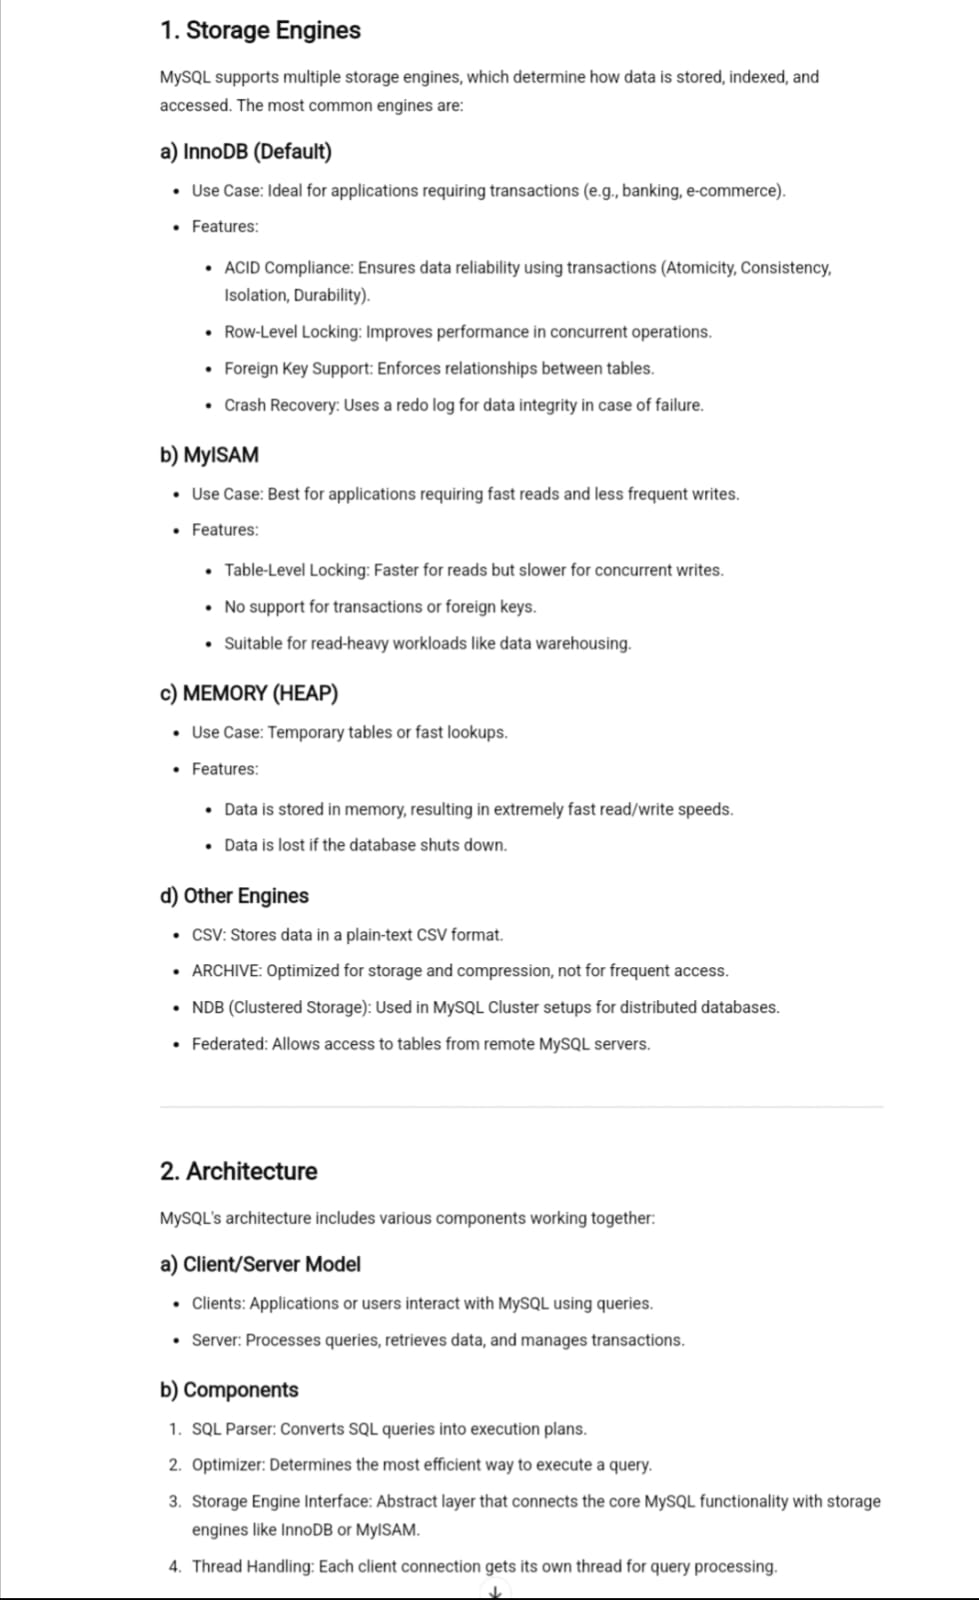 1. Storage Engines
MySQL supports multiple storage engines, which determine how data is stored, indexed, and
accessed. The most common engines are:
a) InnoDB (Default)
• Use Case: Ideal for applications requiring transactions (e.g., banking, e-commerce).
• Features:
• ACID Compliance: Ensures data reliability using transactions (Atomicity, Consistency,
Isolation, Durability).
• Row-Level Locking: Improves performance in concurrent operations.
• Foreign Key Support: Enforces relationships between tables.
• Crash Recovery: Uses a redo log for data integrity in case of failure.
b) MyISAM
• Use Case: Best for applications requiring fast reads and less frequent writes.
• Features:
• Table-Level Locking: Faster for reads but slower for concurrent writes.
• No support for transactions or foreign keys.
• Suitable for read-heavy workloads like data warehousing.
c) MEMORY (HEAP)
• Use Case: Temporary tables or fast lookups.
• Features:
• Data is stored in memory, resulting in extremely fast read/write speeds.
• Data is lost if the database shuts down.
d) Other Engines
• CSV: Stores data in a plain-text CSV format.
• ARCHIVE: Optimized for storage and compression, not for frequent access.
• NDB (Clustered Storage): Used in MySQL Cluster setups for distributed databases.
• Federated: Allows access to tables from remote MySQL servers.
2. Architecture
MySQL's architecture includes various components working together:
a) Client/Server Model
• Clients: Applications or users interact with MySQL using queries.
• Server: Processes queries, retrieves data, and manages transactions.
b) Components
1. SQL Parser: Converts SQL queries into execution plans.
2. Optimizer: Determines the most efficient way to execute a query.
3. Storage Engine Interface: Abstract layer that connects the core MySQL functionality with storage
engines like InnoDB or MyISAM.
4. Thread Handling: Each client connection gets its own thread for query processing.